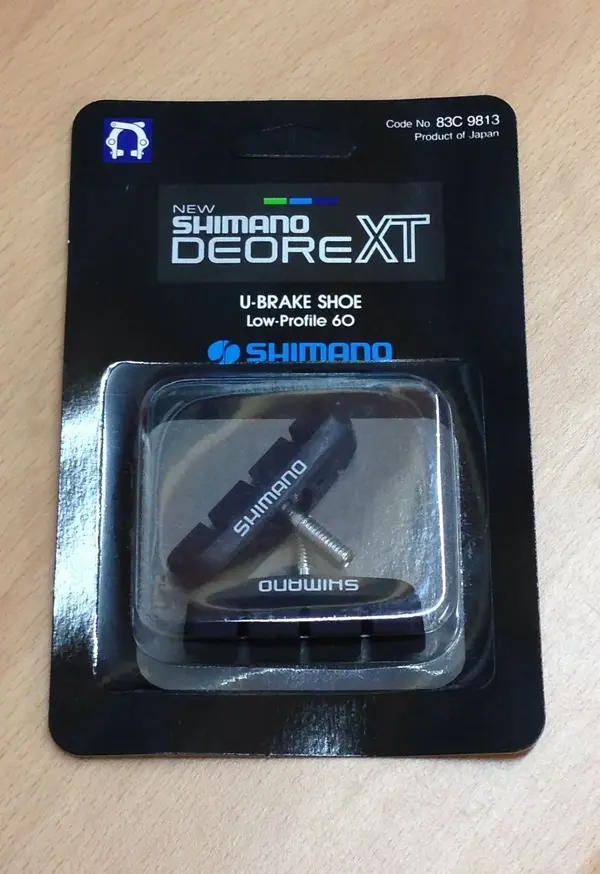 Code No. 83C 9813
Product of Japan
NEW
SHIMANO
DEORE XT
U-BRAKE SHOE
Low-Profile 60
SHIMANO
SHIMANO
SHIMANO